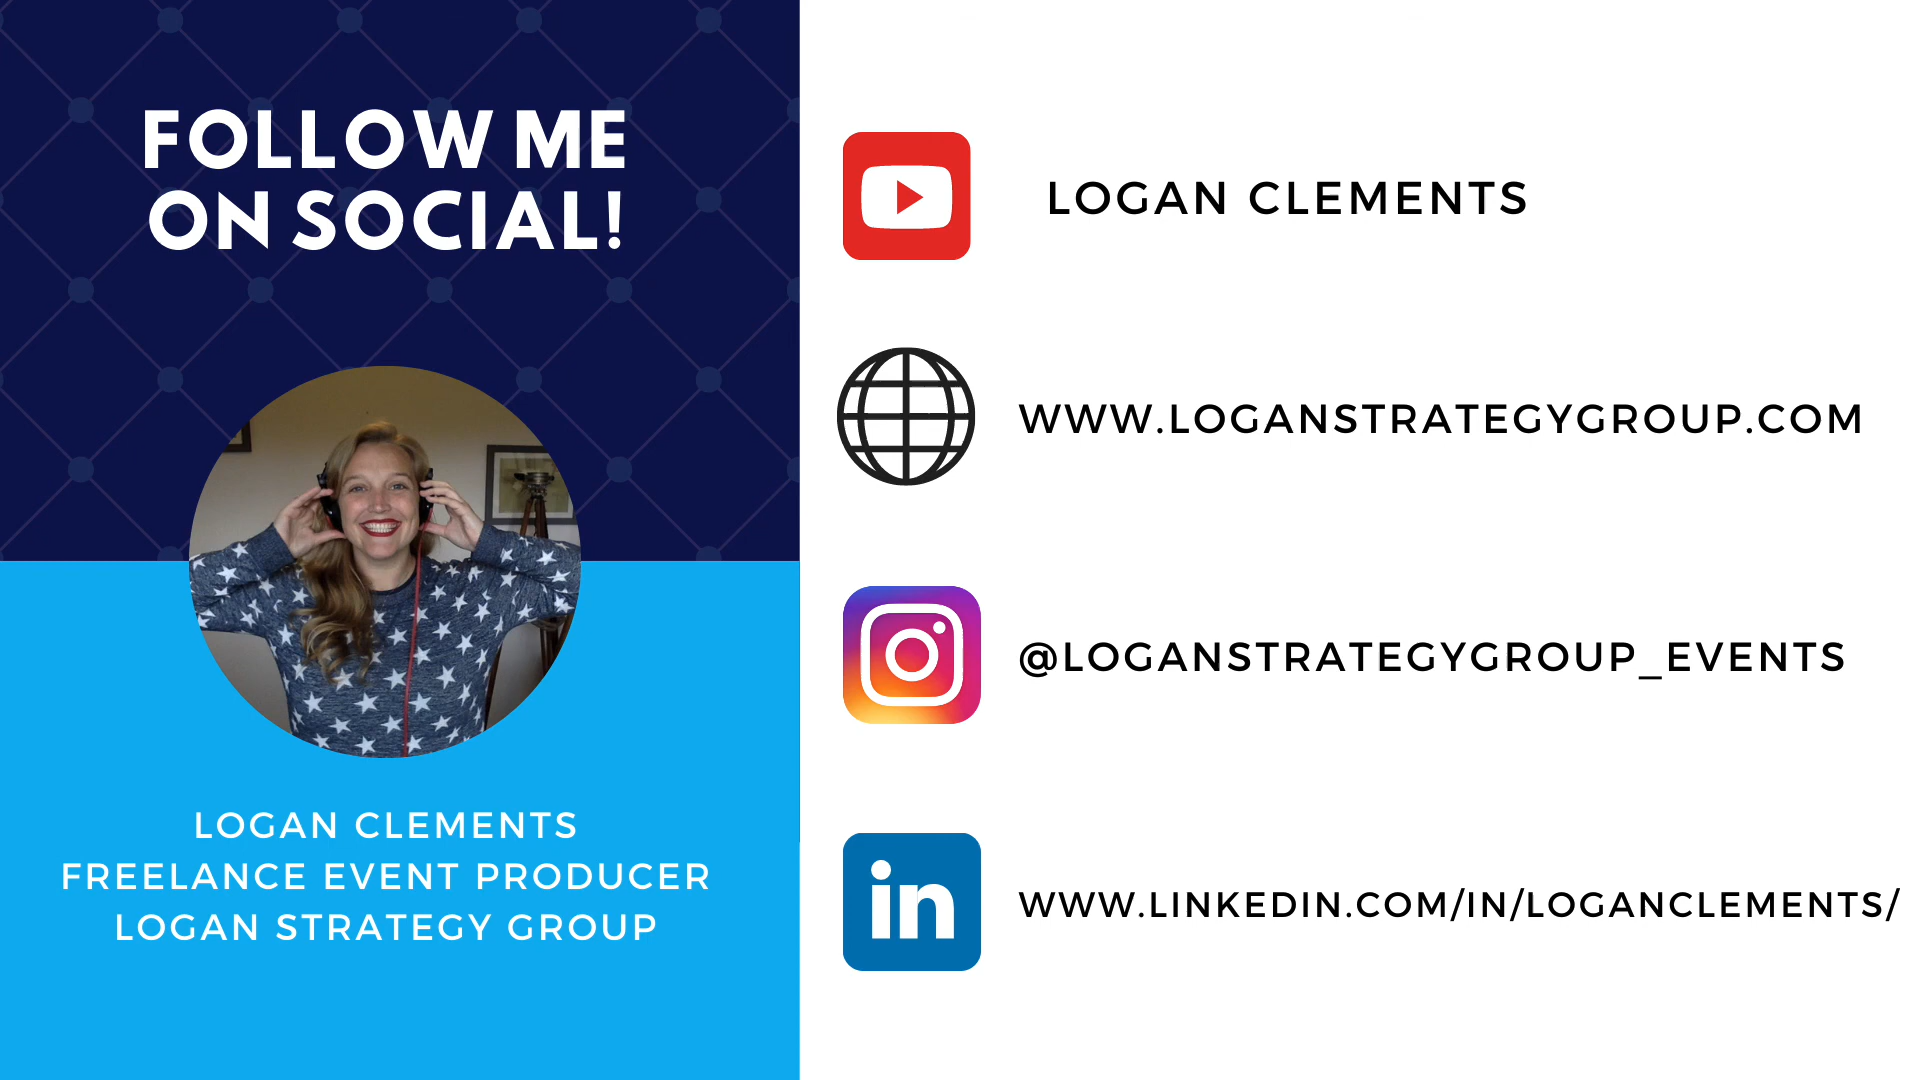 FOLLOW ME
ON SOCIAL!
LOGAN CLEMENTS
FREELANCE EVENT PRODUCER
LOGAN STRATEGY GROUP
LOGAN CLEMENTS
WWW.LOGANSTRATEGYGROUP.COM
@LOGANSTRATEGYGROUP_EVENTS
in
WWW.LINKEDIN.COM/IN/LOGANCLEMENTS/